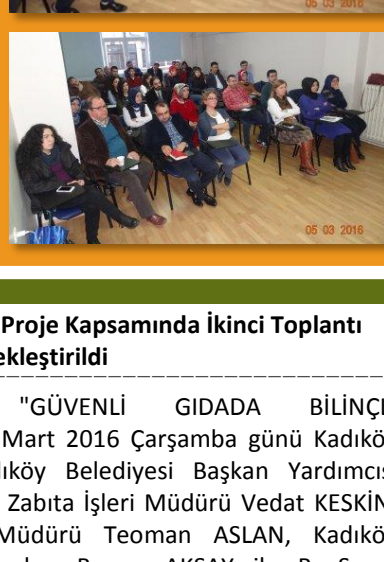 05 03 2016
05 03 2016
Proje Kapsamında İkinci Toplantı
ekleştirildi
"GÜVENLİ GIDADA BİLİNÇ
Mart 2016 Çarşamba günü Kadıkö
lıköy Belediyesi Başkan Yardımcıs
Zabıta İşleri Müdürü Vedat KESKİN
Müdürü Teoman ASLAN, Kadıkö